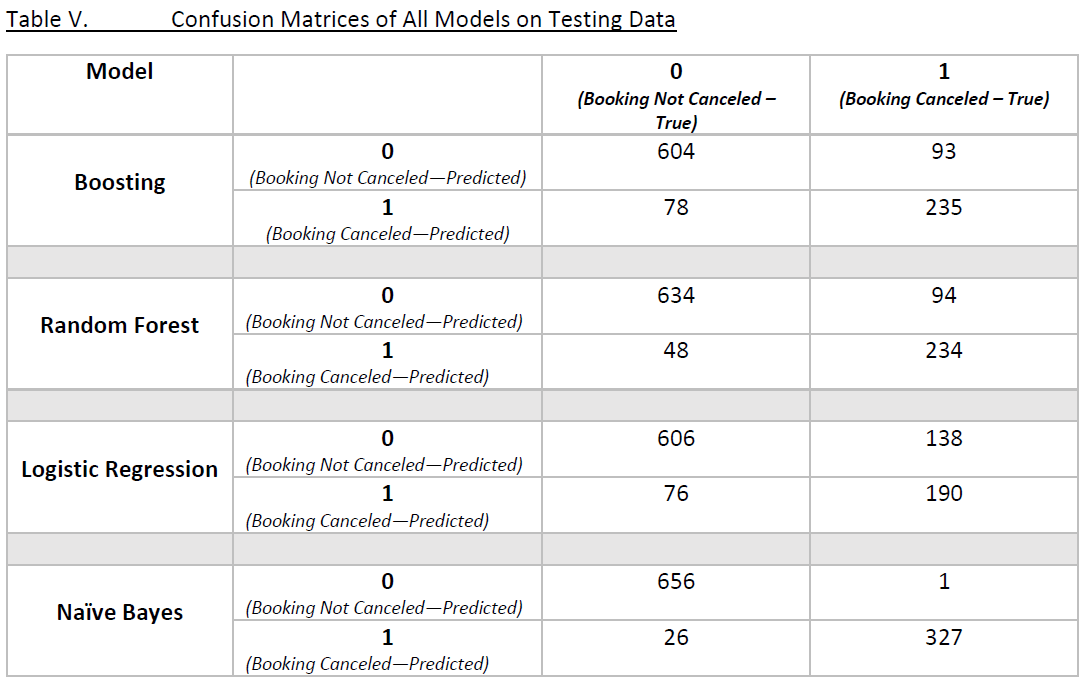 Table V. Confusion Matrices of All Models on Testing Data
Model
0
1
(Booking Not Canceled –
True)
(Booking Canceled – True)
Boosting
0
(Booking Not Canceled—Predicted)
604
93
1
(Booking Canceled—Predicted)
78
235
Random Forest
0
(Booking Not Canceled—Predicted)
634
94
1
(Booking Canceled—Predicted)
48
234
Logistic Regression
0
(Booking Not Canceled—Predicted)
606
138
1
(Booking Canceled—Predicted)
76
190
Naïve Bayes
0
(Booking Not Canceled—Predicted)
656
1
1
(Booking Canceled—Predicted)
26
327